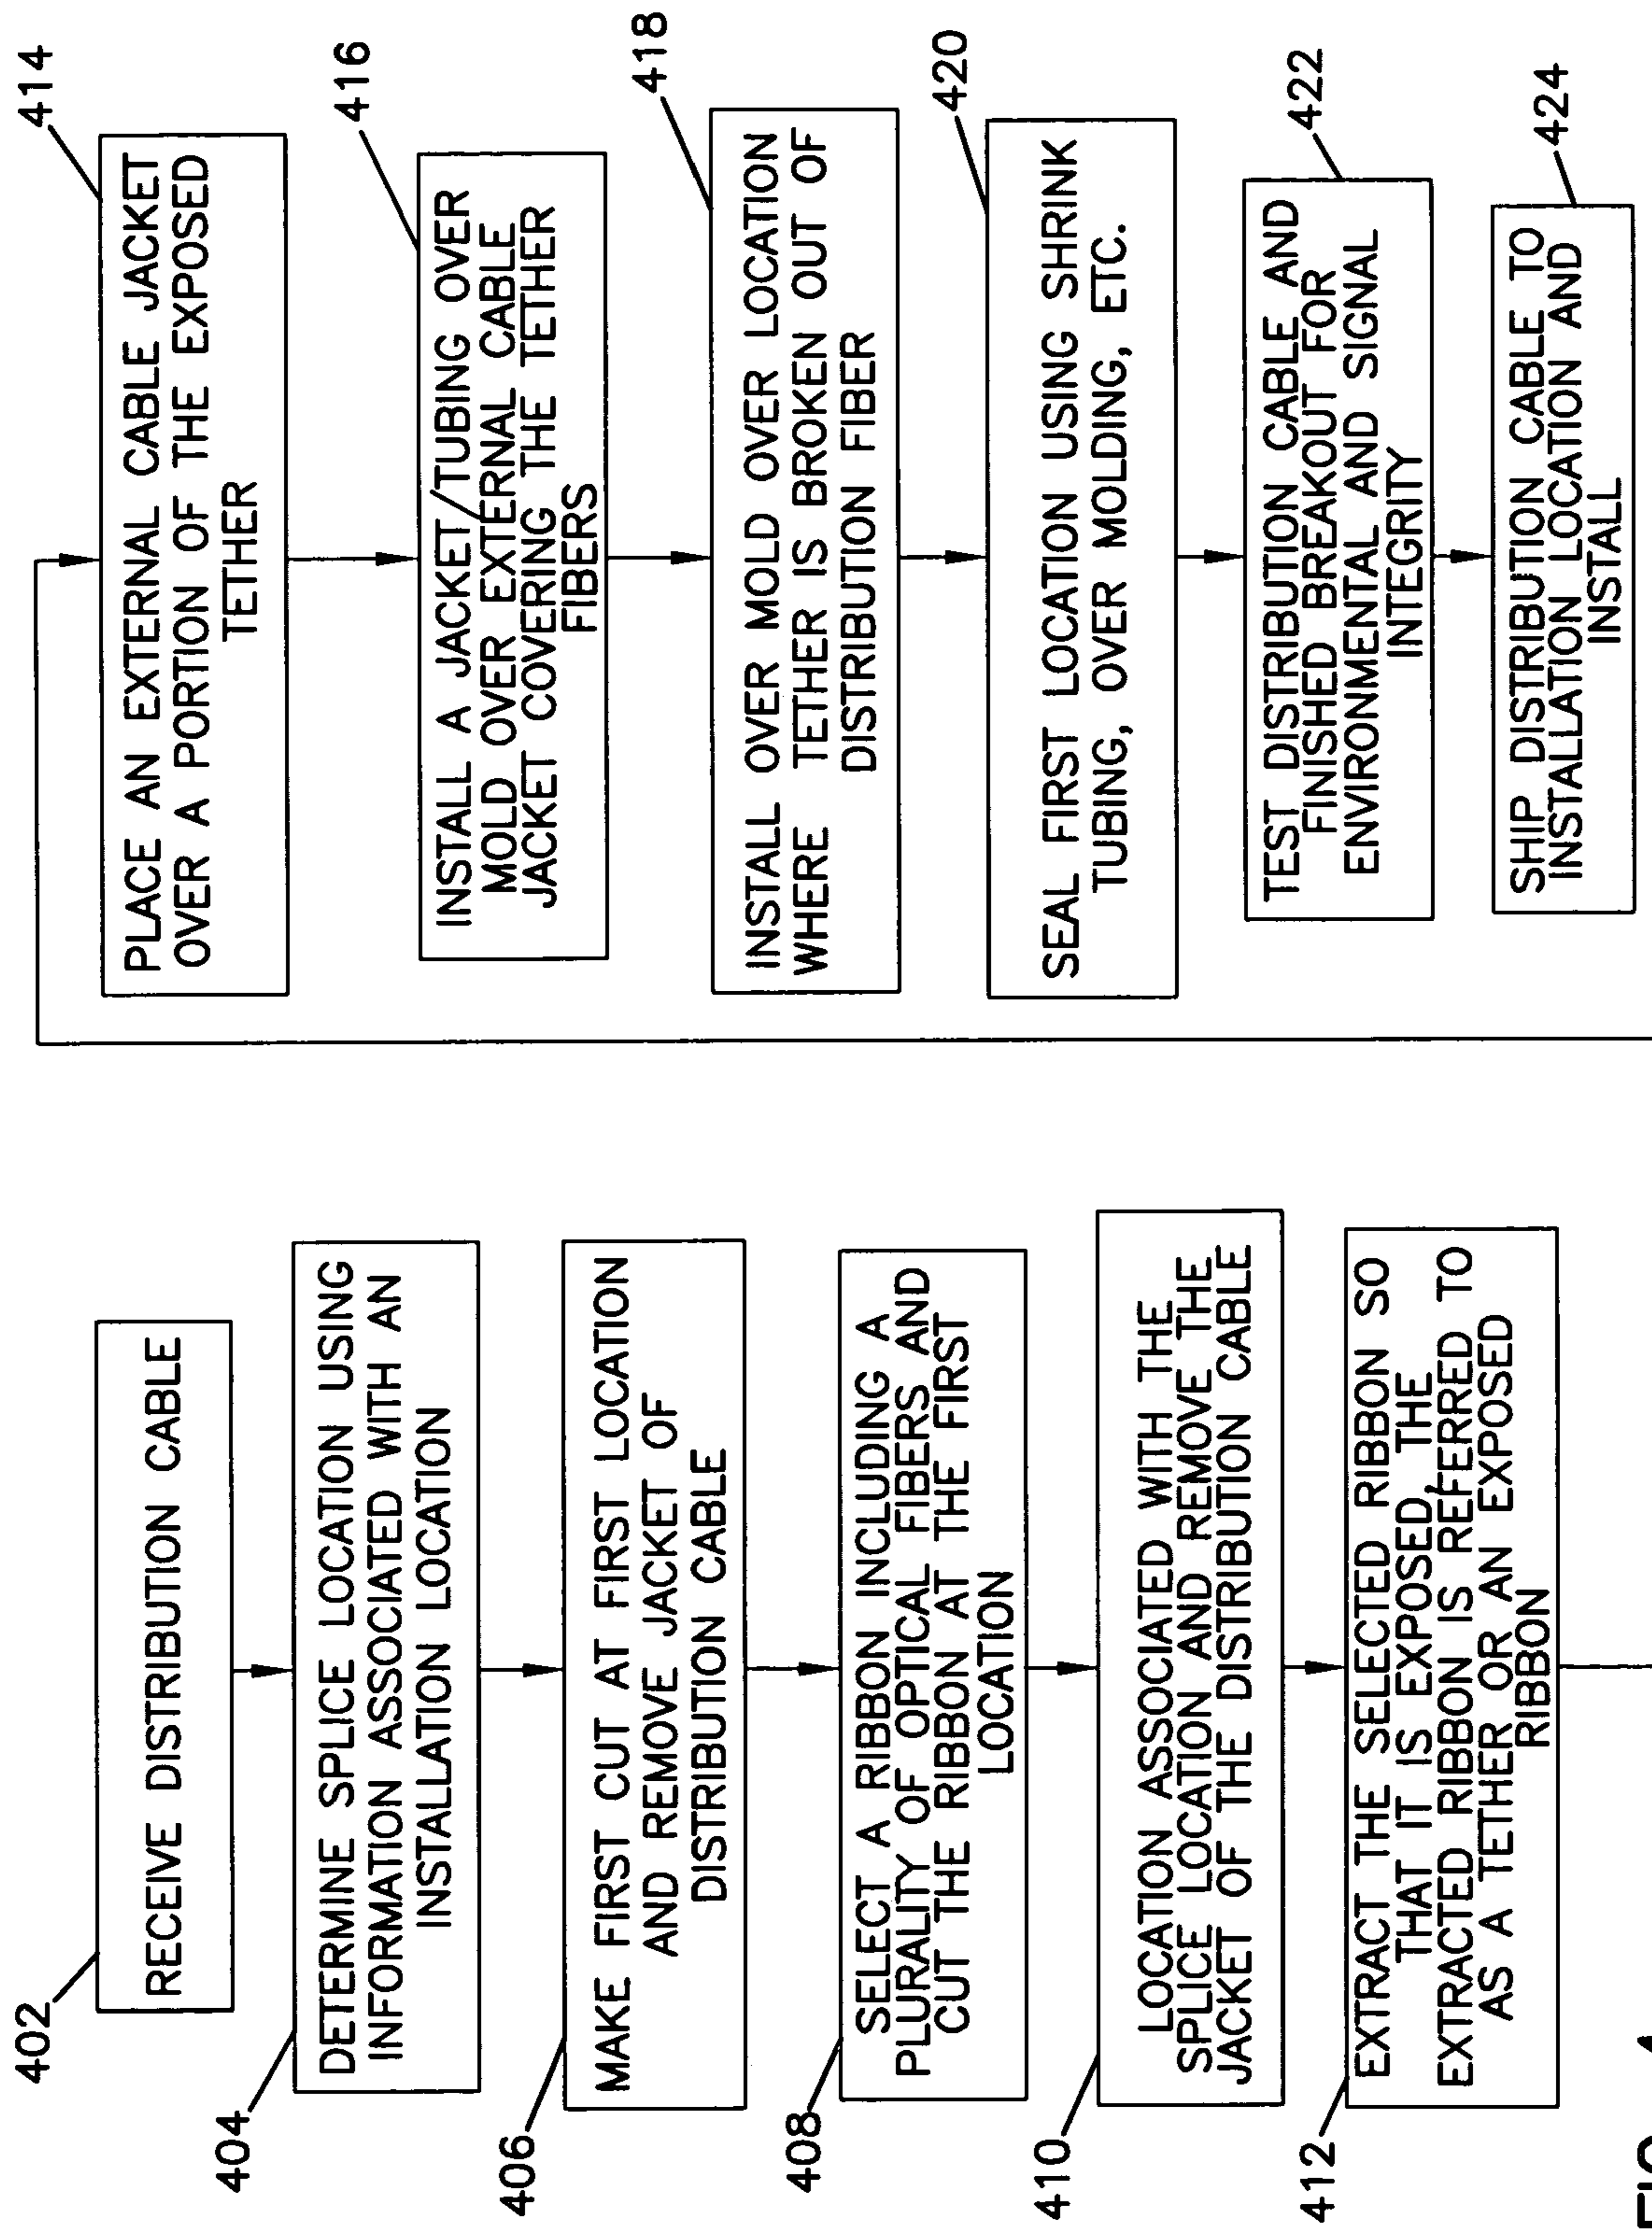 402
RECEIVE DISTRIBUTION CABLE
404
DETERMINE SPLICE LOCATION USING
INFORMATION ASSOCIATED WITH AN
INSTALLATION LOCATION
406
MAKE FIRST CUT AT FIRST LOCATION
AND REMOVE JACKET OF
DISTRIBUTION CABLE
408
SELECT A RIBBON INCLUDING A
PLURALITY OF OPTICAL FIBERS AND
CUT THE RIBBON AT THE FIRST
LOCATION
410
LOCATION ASSOCIATED WITH THE
SPLICE LOCATION AND REMOVE THE
JACKET OF THE DISTRIBUTION CABLE
412
EXTRACT THE SELECTED RIBBON SO
THAT IT IS EXPOSED, THE
EXTRACTED RIBBON IS REFERRED TO
AS A TETHER OR AN EXPOSED
RIBBON
414
PLACE AN EXTERNAL CABLE JACKET
OVER A PORTION OF THE EXPOSED
TETHER
416
INSTALL A JACKET/TUBING OVER
MOLD OVER EXTERNAL CABLE
JACKET COVERING THE TETHER
FIBERS
418
INSTALL OVER MOLD OVER LOCATION
WHERE TETHER IS BROKEN OUT OF
DISTRIBUTION FIBER
420
SEAL FIRST LOCATION USING SHRINK
TUBING, OVER MOLDING, ETC.
422
TEST DISTRIBUTION CABLE AND
FINISHED BREAKOUT FOR
ENVIRONMENTAL AND SIGNAL
INTEGRITY
424
SHIP DISTRIBUTION CABLE TO
INSTALLATION LOCATION AND
INSTALL